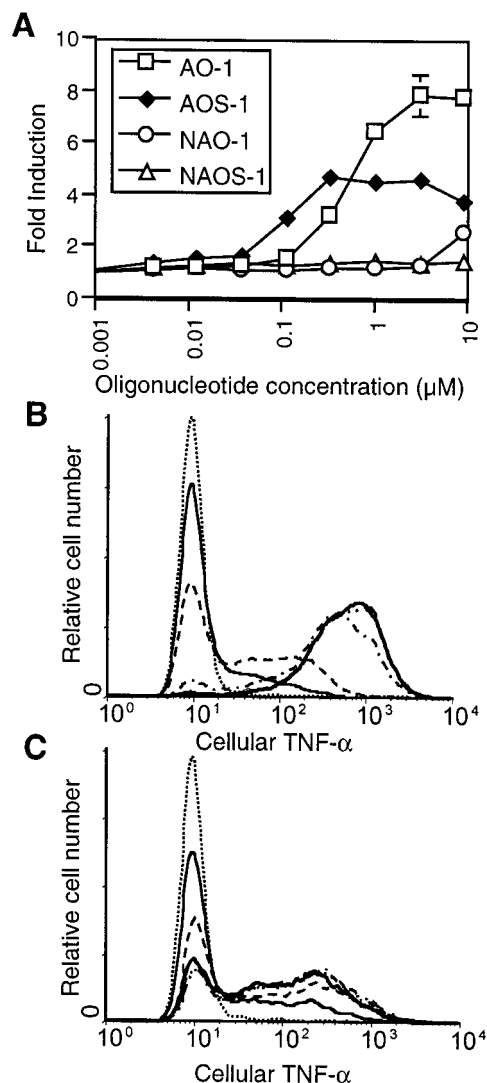 A
10
8
6
4
2
0
Fold Induction
AO-1
AOS-1
NAO-1
NAOS-1
0.001
0.01
0.1
1
10
Oligonucleotide concentration (µM)
B
Relative cell number
0
10⁰
10¹
10²
10³
10⁴
Cellular TNF-α
C
Relative cell number
0
10⁰
10¹
10²
10³
10⁴
Cellular TNF-α